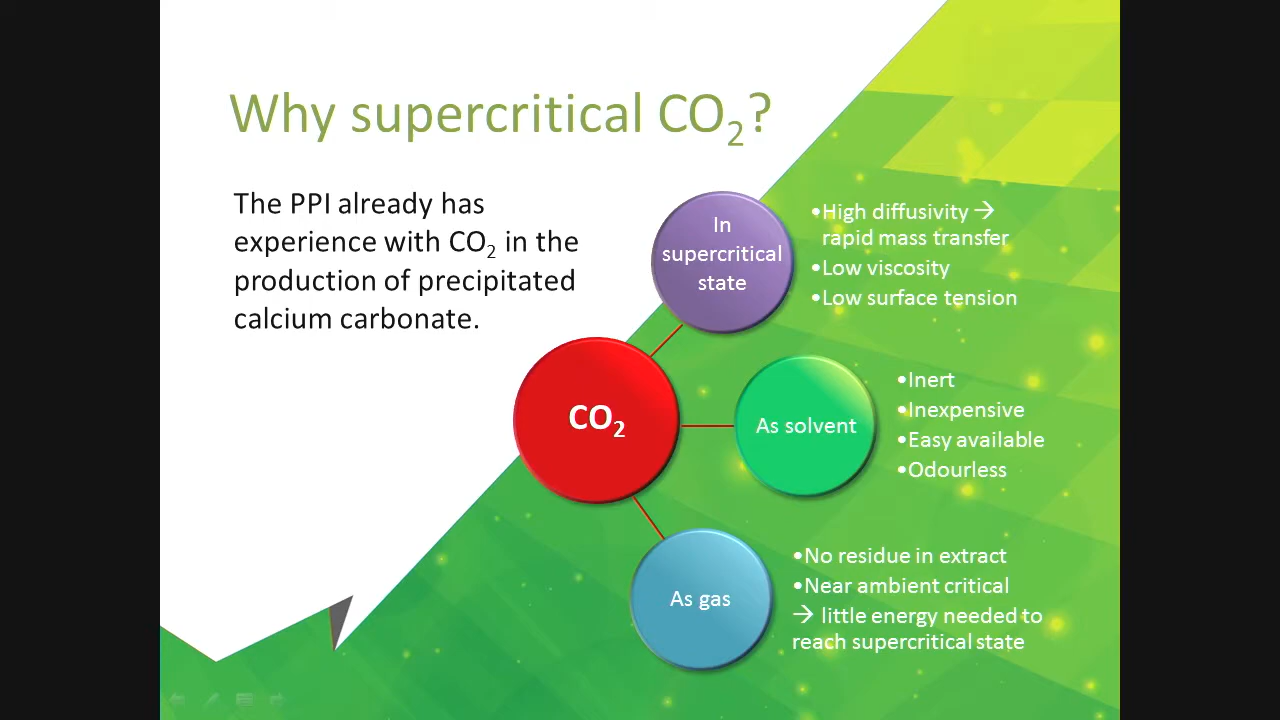 Why supercritical CO₂?
The PPI already has
experience with CO₂ in the
production of precipitated
calcium carbonate.
In
supercritical
state
•High diffusivity →
rapid mass transfer
•Low viscosity
•Low surface tension
CO₂
As solvent
•Inert
•Inexpensive
•Easy available
•Odourless
As gas
•No residue in extract
•Near ambient critical
→ little energy needed to
reach supercritical state